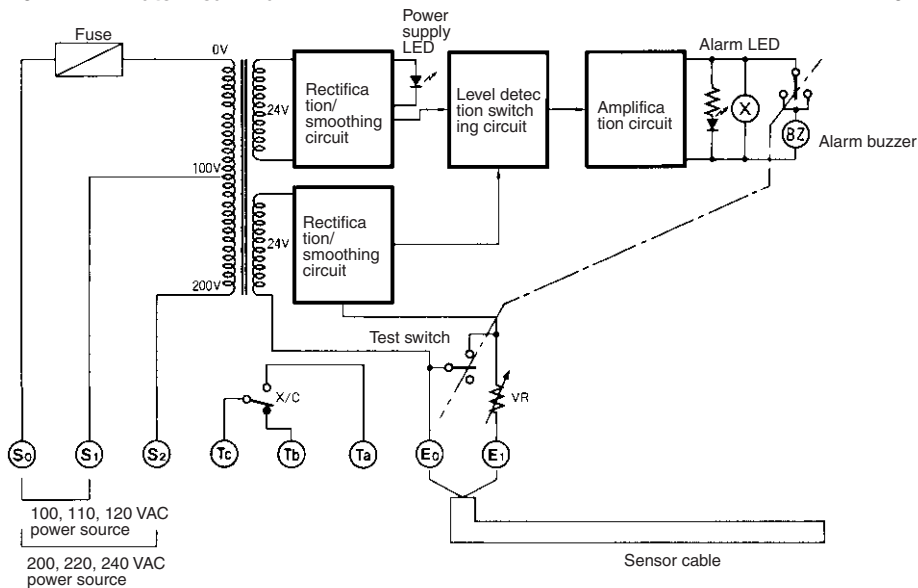 Fuse
0V
Power
supply
LED
Alarm LED
24V
Rectifica
tion/
smoothing
circuit
Level detec
tion switch
ing circuit
Amplifica
tion circuit
X
BZ
Alarm buzzer
100V
24V
Rectifica
tion/
smoothing
circuit
200V
Test switch
X/C
VR
S0
S1
S2
Tc
Tb
Ta
E0
E1
100, 110, 120 VAC
power source
200, 220, 240 VAC
power source
Sensor cable